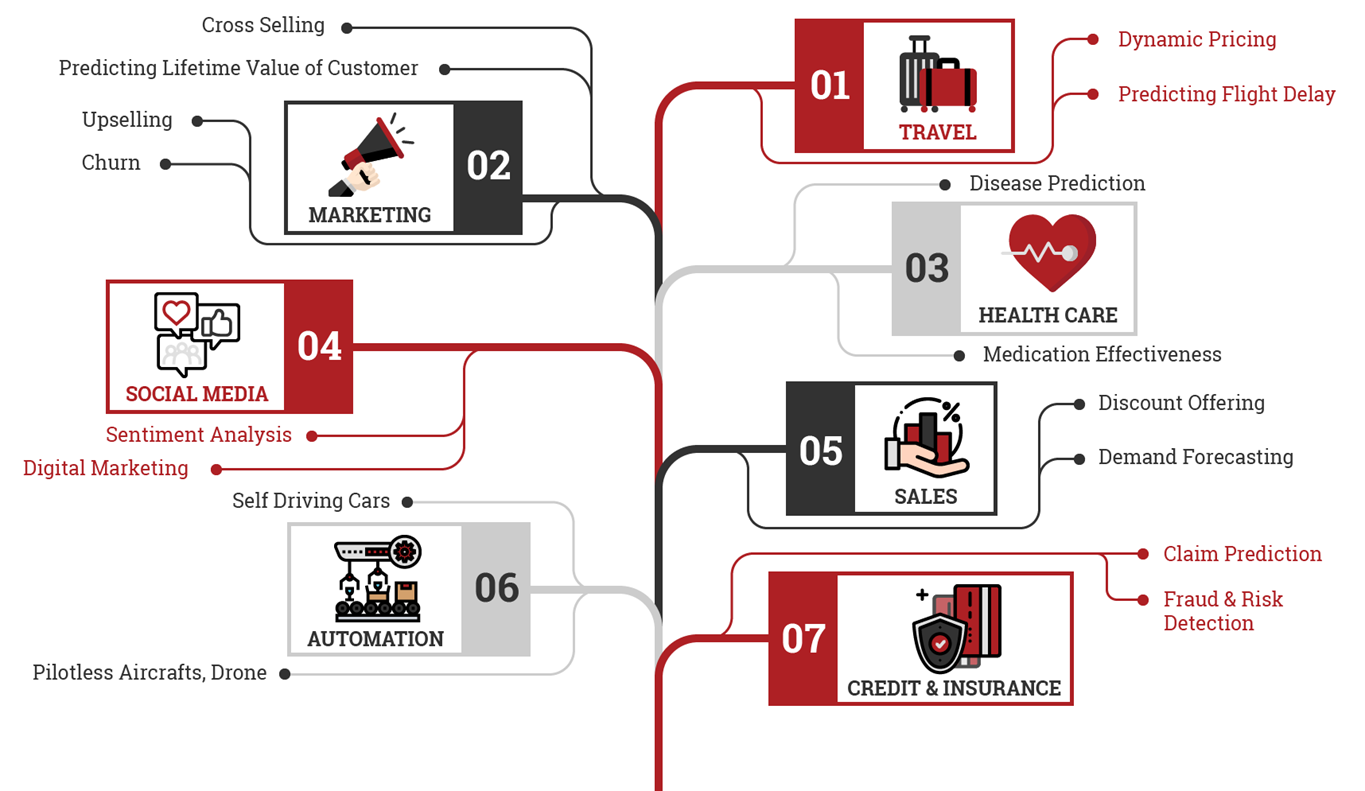 01
TRAVEL
Dynamic Pricing
Predicting Flight Delay
Cross Selling
Predicting Lifetime Value of Customer
Upselling
Churn
02
MARKETING
Disease Prediction
03
HEALTH CARE
Medication Effectiveness
04
SOCIAL MEDIA
Sentiment Analysis
Digital Marketing
05
%
SALES
Discount Offering
Demand Forecasting
Self Driving Cars
06
AUTOMATION
Pilotless Aircrafts, Drone
07
CREDIT & INSURANCE
Claim Prediction
Fraud & Risk
Detection